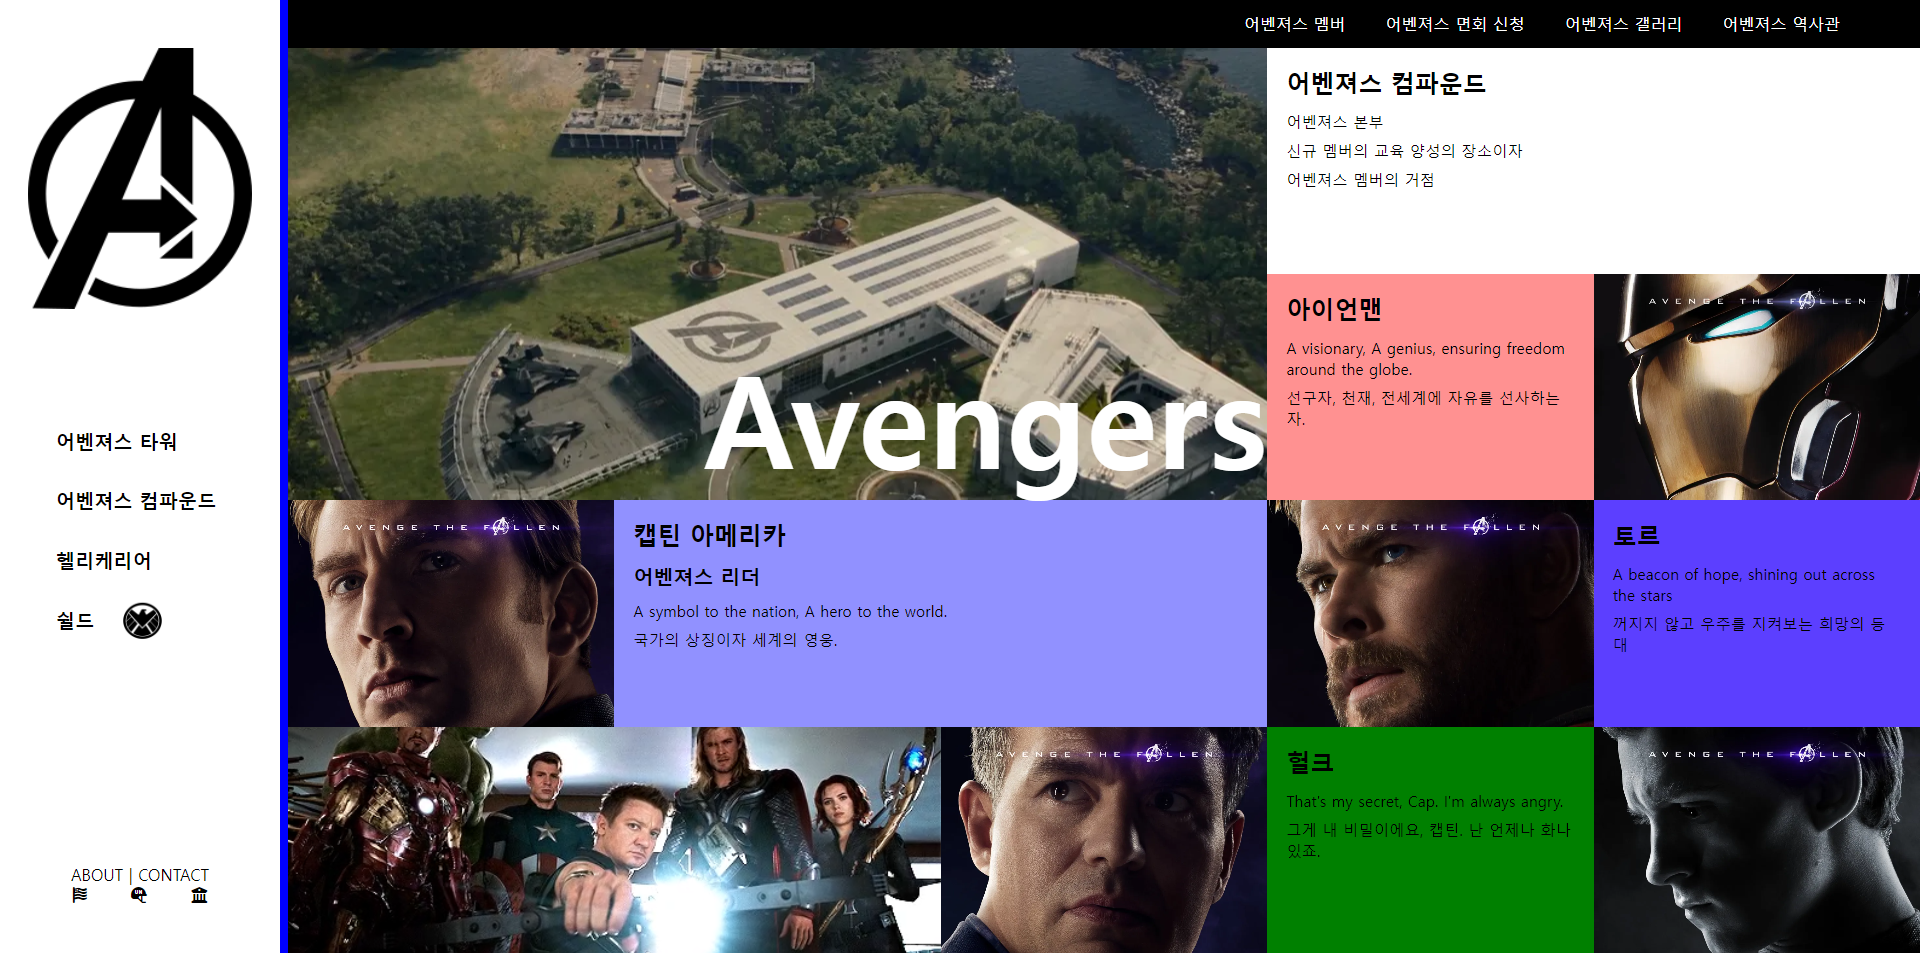 어벤져스 멤버 어벤져스 면회 신청 어벤져스 갤러리 어벤져스 역사관
어벤져스 타워
어벤져스 컴파운드
헬리케리어
쉴드
ABOUT | CONTACT
UN
Avengers
어벤져스 컴파운드
어벤져스 본부
신규 멤버의 교육 양성의 장소이자
어벤져스 멤버의 거점
아이언맨
A visionary, A genius, ensuring freedom
around the globe.
선구자, 천재, 전세계에 자유를 선사하는
자.
AVENGE THE FALLEN
AVENGE THE FALLEN
캡틴 아메리카
어벤져스 리더
A symbol to the nation, A hero to the world.
국가의 상징이자 세계의 영웅.
AVENGE THE FALLEN
토르
A beacon of hope, shining out across
the stars
꺼지지 않고 우주를 지켜보는 희망의 등
대
AVENGE THE FALLEN
헐크
That's my secret, Cap. I'm always angry.
그게 내 비밀이에요, 캡틴. 난 언제나 화나
있죠.
AVENGE THE FALLEN